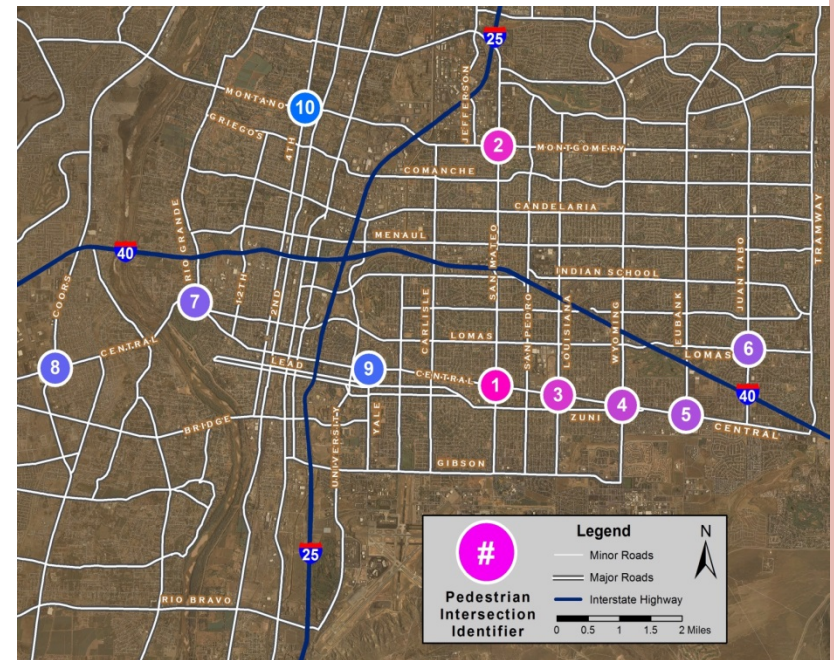 25
JEFFERSON
10
MONTANO
GRIEGOS
4TH
2
MONTGOMERY
COMANCHE
TRAMWAY
CANDELARIA
MENAUL
40
RIO GRANDE
12TH
2ND
SAN MATEO
INDIAN SCHOOL
JUAN TABO
COORS
7
CARLISLE
SAN PEDRO
LOUISIANA
WYOMING
EUBANK
LOMAS
LOMAS
6
CENTRAL
8
LEAD
9
CENTRAL
1
3
4
5
40
ZUNI
CENTRAL
BRIDGE
UNIVERSITY
YALE
GIBSON
25
RIO BRAVO
#
Pedestrian
Intersection
Identifier
Legend
Minor Roads
Major Roads
Interstate Highway
N
0 0.5 1 1.5 2 Miles